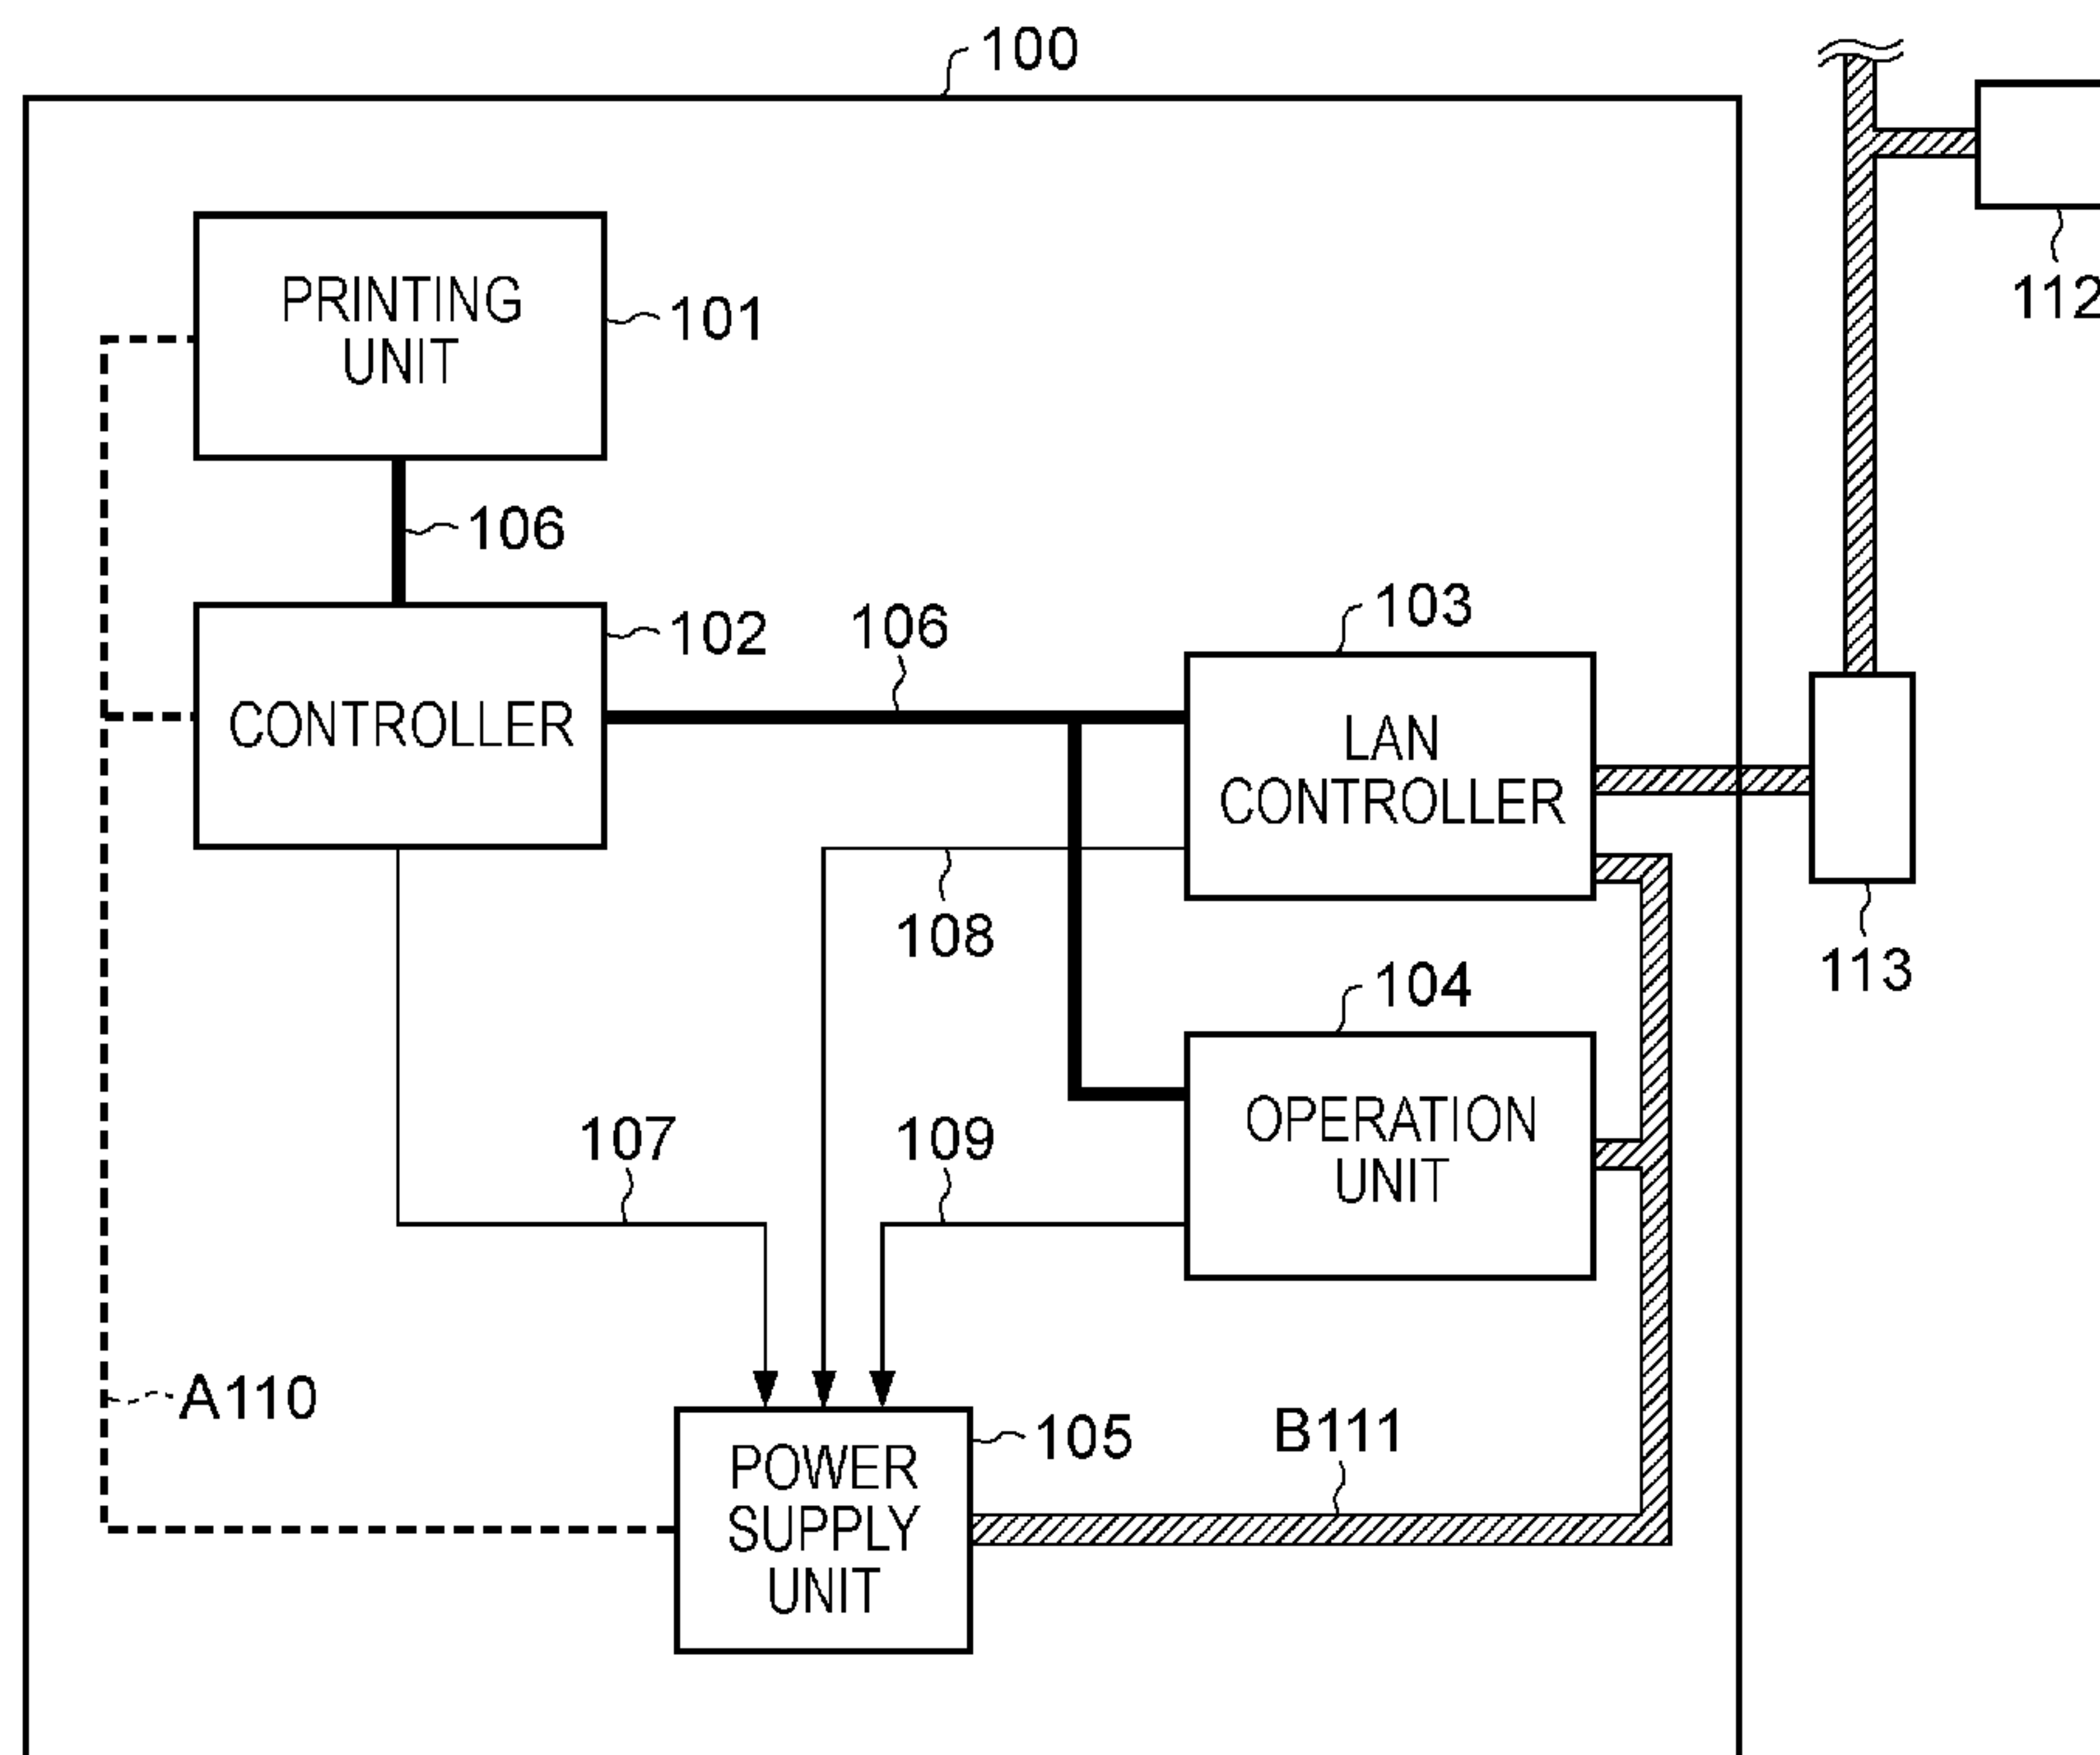 100
PRINTING
UNIT
101
112
106
102
106
103
CONTROLLER
LAN
CONTROLLER
108
113
104
107
109
OPERATION
UNIT
A110
105
B111
POWER
SUPPLY
UNIT